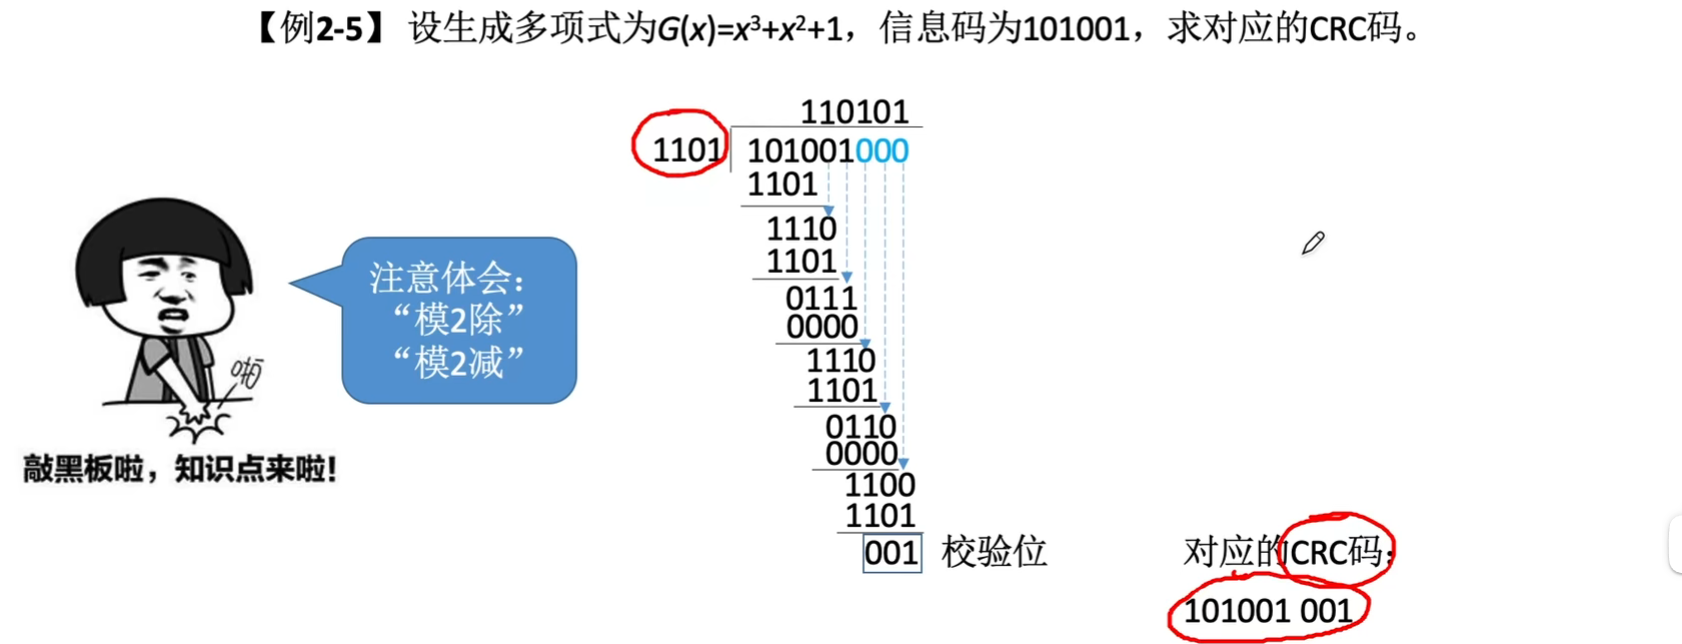 【例2-5】 设生成多项式为G(x)=x³+x²+1，信息码为101001，求对应的CRC码。
110101
1101 101001000
1101
1110
1101
0111
0000
1110
1101
0110
0000
1100
1101
001 校验位
注意体会：
“模2除”
“模2减”
啪
敲黑板啦，知识点来啦！
对应的CRC码：
101001 001